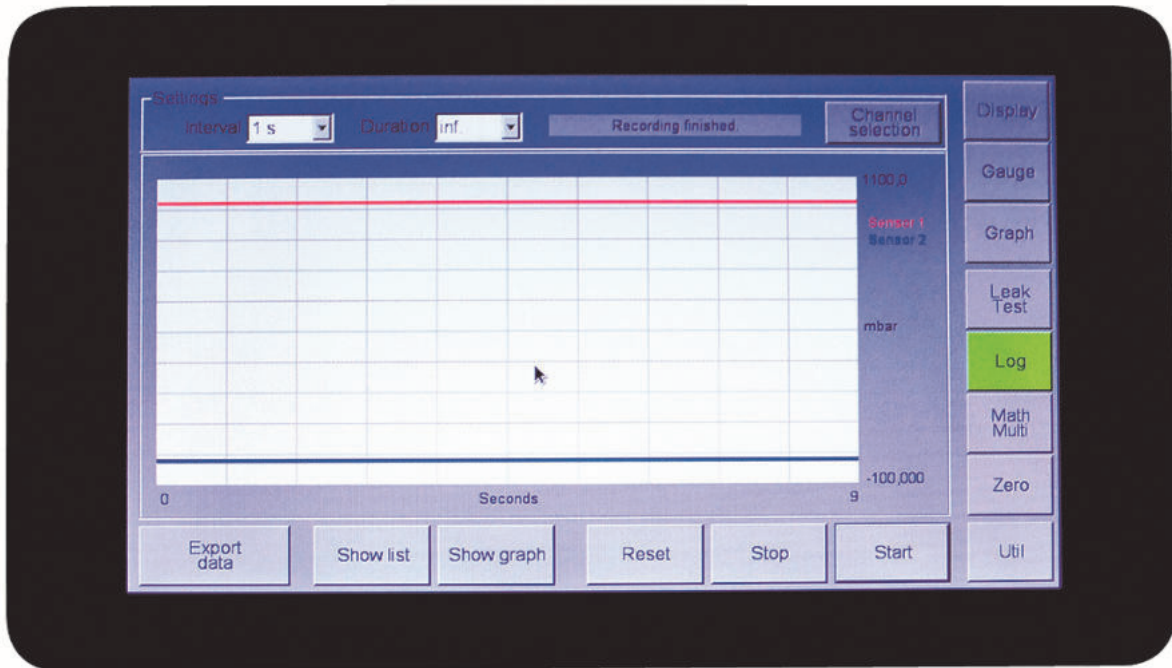 Settings
Interval 1 s Duration inf. Recording finished. Channel
selection
1100,0
Sensor 1
Sensor 2
mbar
-100,000
0 Seconds 9
Export
data
Show list
Show graph
Reset
Stop
Start
Display
Gauge
Graph
Leak
Test
Log
Math
Multi
Zero
Util